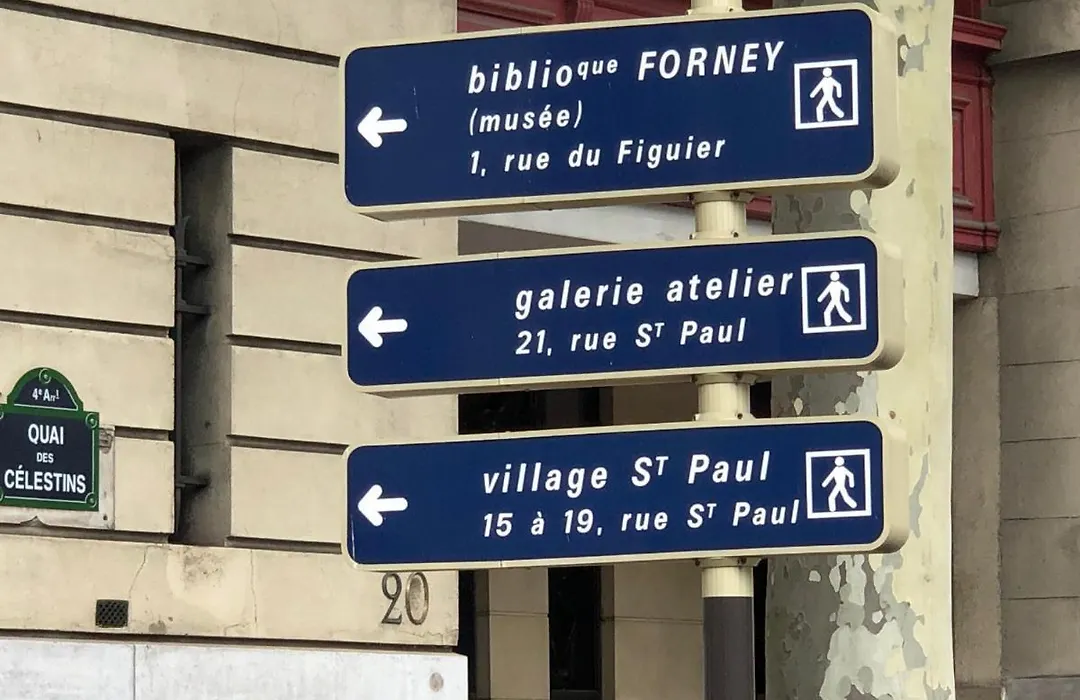 biblioque FORNEY
(musée)
1, rue du Figuier
galerie atelier
21, rue ST Paul
village ST Paul
15 à 19, rue ST Paul
4e Arrt
QUAI
DES
CÉLESTINS
20